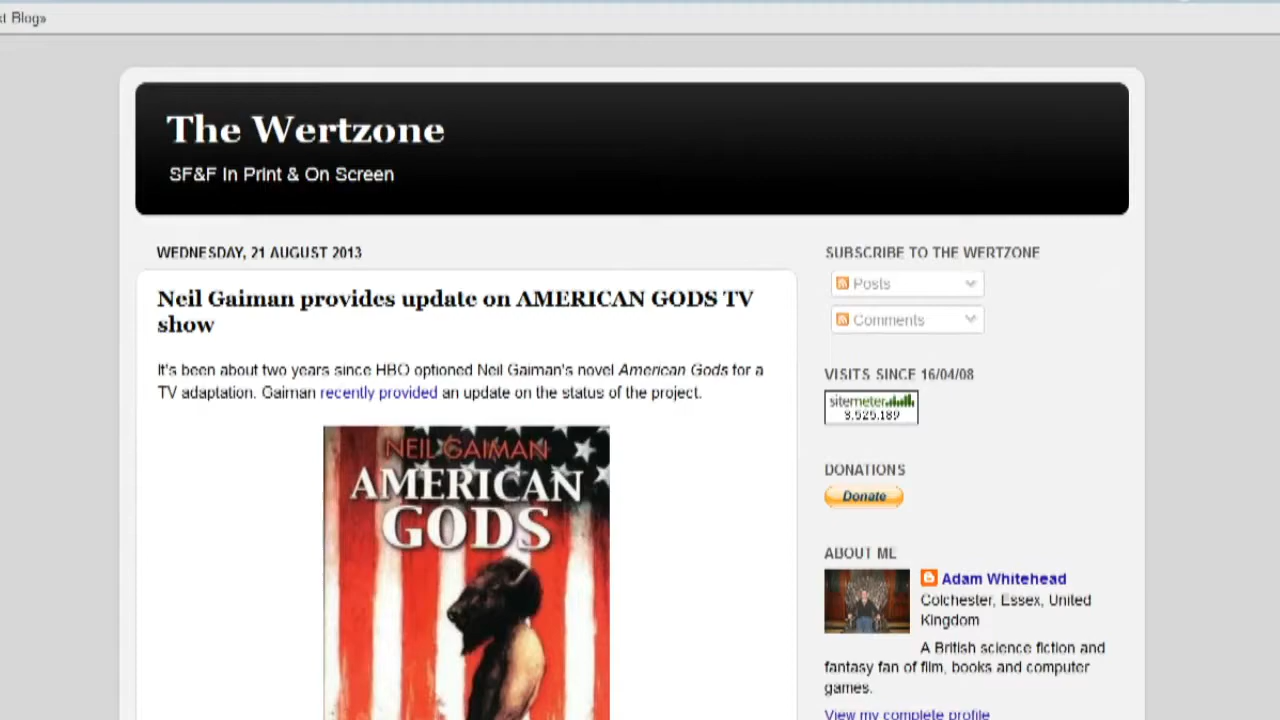 Blog»
The Wertzone
SF&F In Print & On Screen
WEDNESDAY, 21 AUGUST 2013
Neil Gaiman provides update on AMERICAN GODS TV
show
It's been about two years since HBO optioned Neil Gaiman's novel American Gods for a
TV adaptation. Gaiman recently provided an update on the status of the project.
NEIL GAIMAN
AMERICAN
GODS
SUBSCRIBE TO THE WERTZONE
Posts
Comments
VISITS SINCE 16/04/08
sitemeter
3,525,189
DONATIONS
Donate
ABOUT ME
Adam Whitehead
Colchester, Essex, United
Kingdom
A British science fiction and
fantasy fan of film, books and computer
games.
View my complete profile